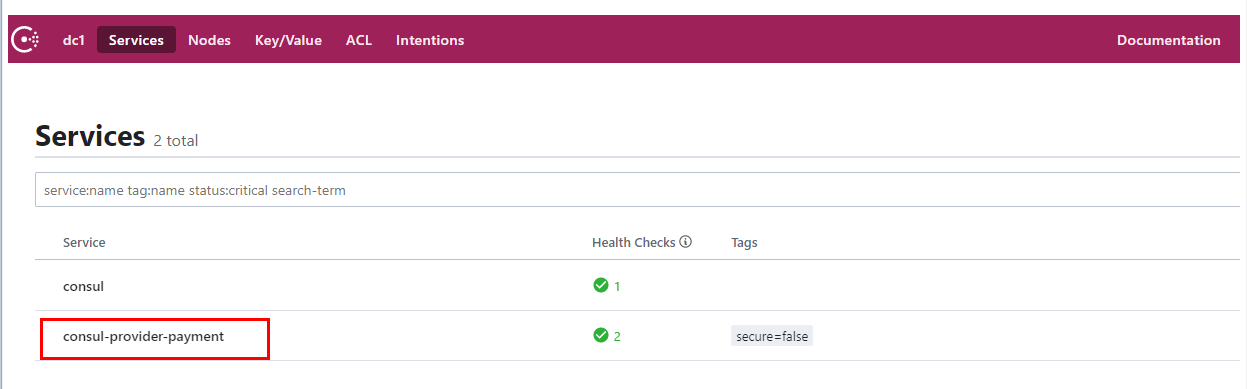 dc1 Services Nodes Key/Value ACL Intentions Documentation
Services 2 total
service:name tag:name status:critical search-term
Service Health Checks Tags
consul 1
consul-provider-payment 2 secure=false